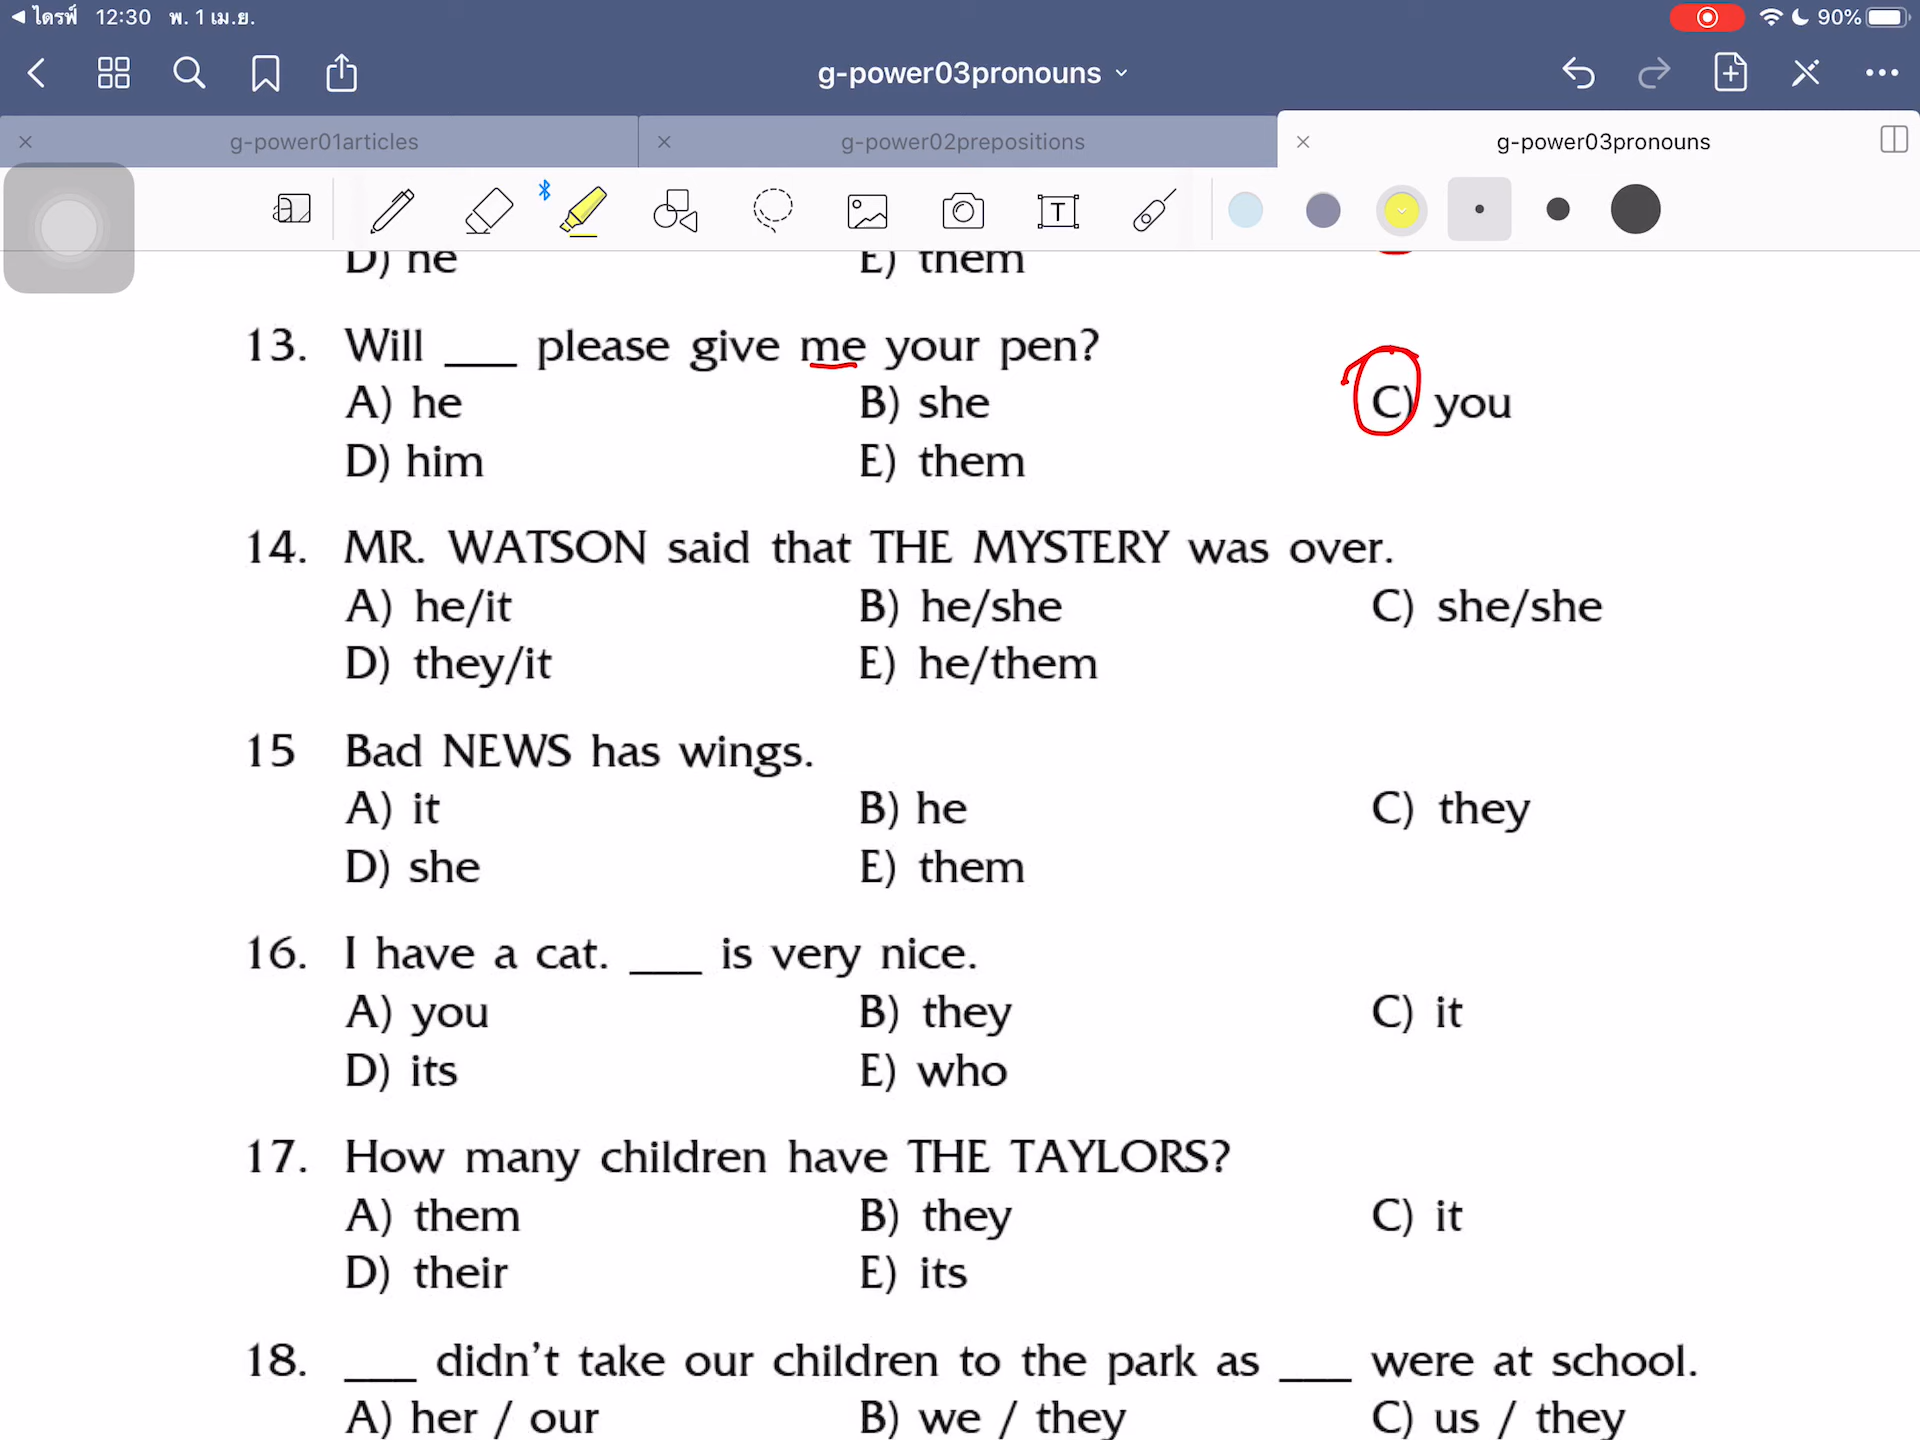 ◀ ไดรฟ์ 12:30 พ. 1 เม.ย. 90%
g-power03pronouns
g-power01articles g-power02prepositions g-power03pronouns
D) he E) them
13. Will ___ please give me your pen?
A) he B) she C) you
D) him E) them
14. MR. WATSON said that THE MYSTERY was over.
A) he/it B) he/she C) she/she
D) they/it E) he/them
15 Bad NEWS has wings.
A) it B) he C) they
D) she E) them
16. I have a cat. ___ is very nice.
A) you B) they C) it
D) its E) who
17. How many children have THE TAYLORS?
A) them B) they C) it
D) their E) its
18. ___ didn't take our children to the park as ___ were at school.
A) her / our B) we / they C) us / they